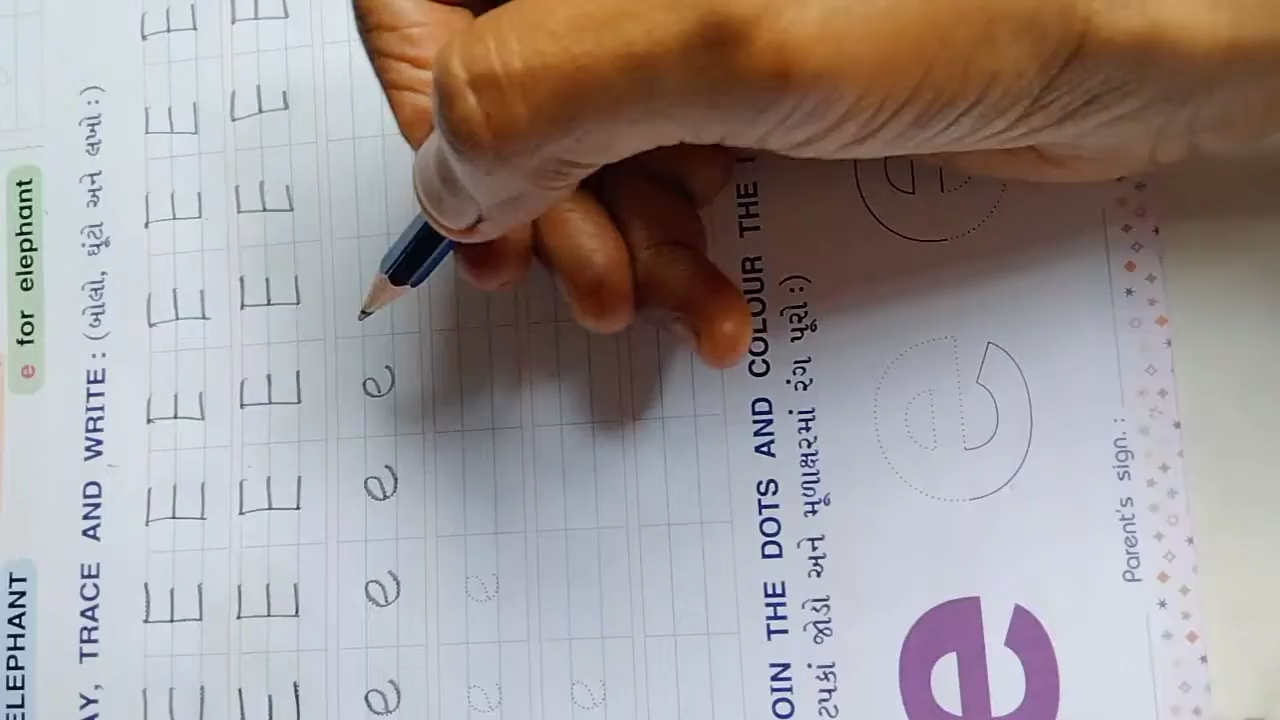 ELEPHANT e for elephant
AY, TRACE AND WRITE : (બોલો, ઘૂંટો અને લખો :)
E E E E E E E E
E E E E E E E E
e e e e
e e
e
OIN THE DOTS AND COLOUR THE
ટપકાં જોડો અને મૂળાક્ષરમાં રંગ પૂરો :)
e e e
Parent's sign. :